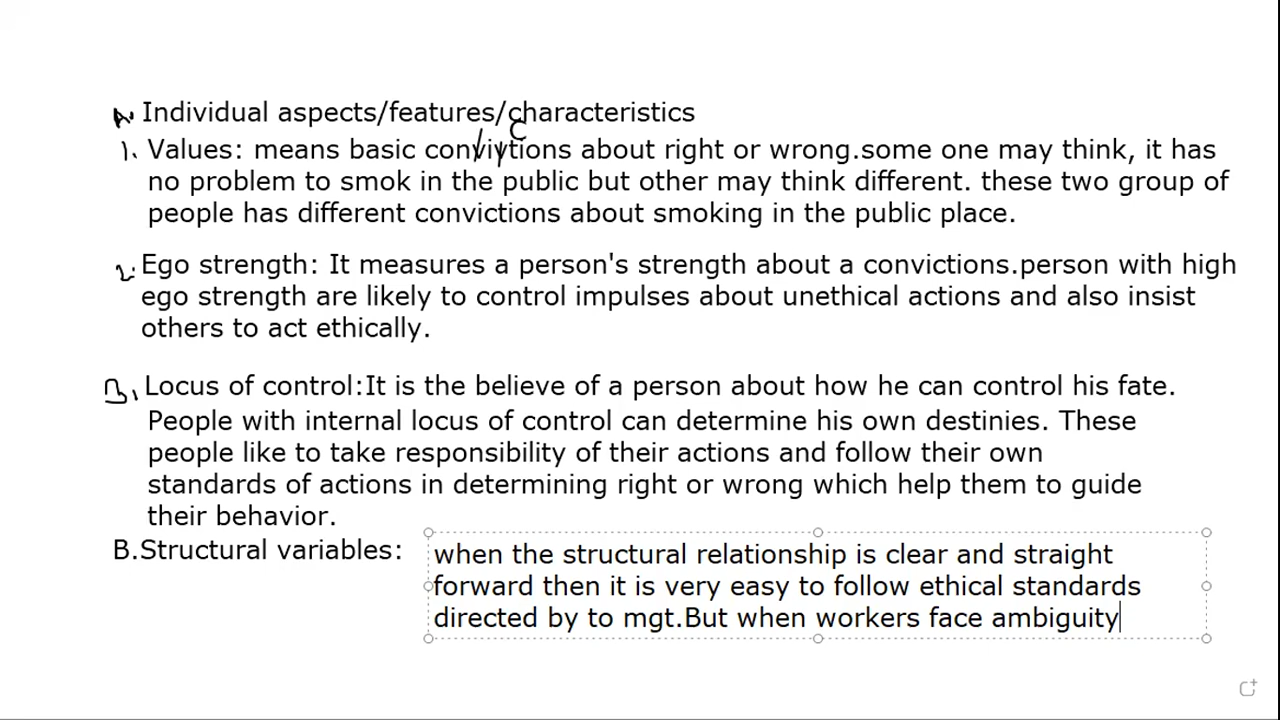 A. Individual aspects/features/characteristics
1. Values: means basic conviytions about right or wrong.some one may think, it has
no problem to smok in the public but other may think different. these two group of
people has different convictions about smoking in the public place.
2. Ego strength: It measures a person's strength about a convictions.person with high
ego strength are likely to control impulses about unethical actions and also insist
others to act ethically.
3. Locus of control:It is the believe of a person about how he can control his fate.
People with internal locus of control can determine his own destinies. These
people like to take responsibility of their actions and follow their own
standards of actions in determining right or wrong which help them to guide
their behavior.
B.Structural variables: when the structural relationship is clear and straight
forward then it is very easy to follow ethical standards
directed by to mgt.But when workers face ambiguity